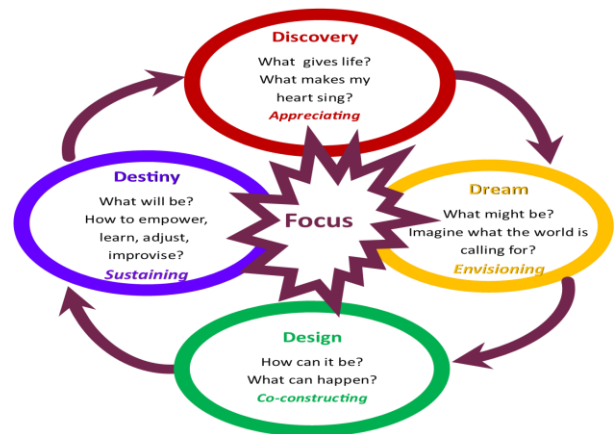 Discovery
What gives life?
What makes my
heart sing?
Appreciating
Destiny
What will be?
How to empower,
learn, adjust,
improvise?
Sustaining
Focus
Dream
What might be?
Imagine what the world is
calling for?
Envisioning
Design
How can it be?
What can happen?
Co-constructing